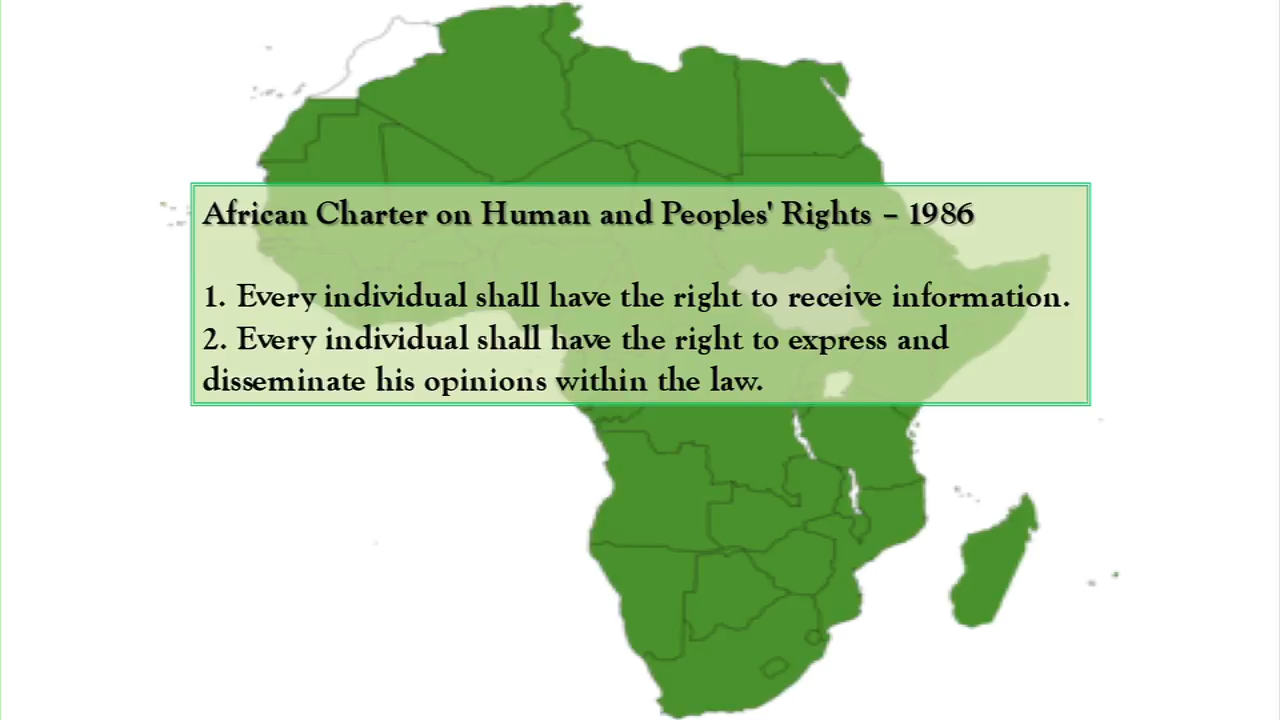 African Charter on Human and Peoples' Rights – 1986
1. Every individual shall have the right to receive information.
2. Every individual shall have the right to express and
disseminate his opinions within the law.